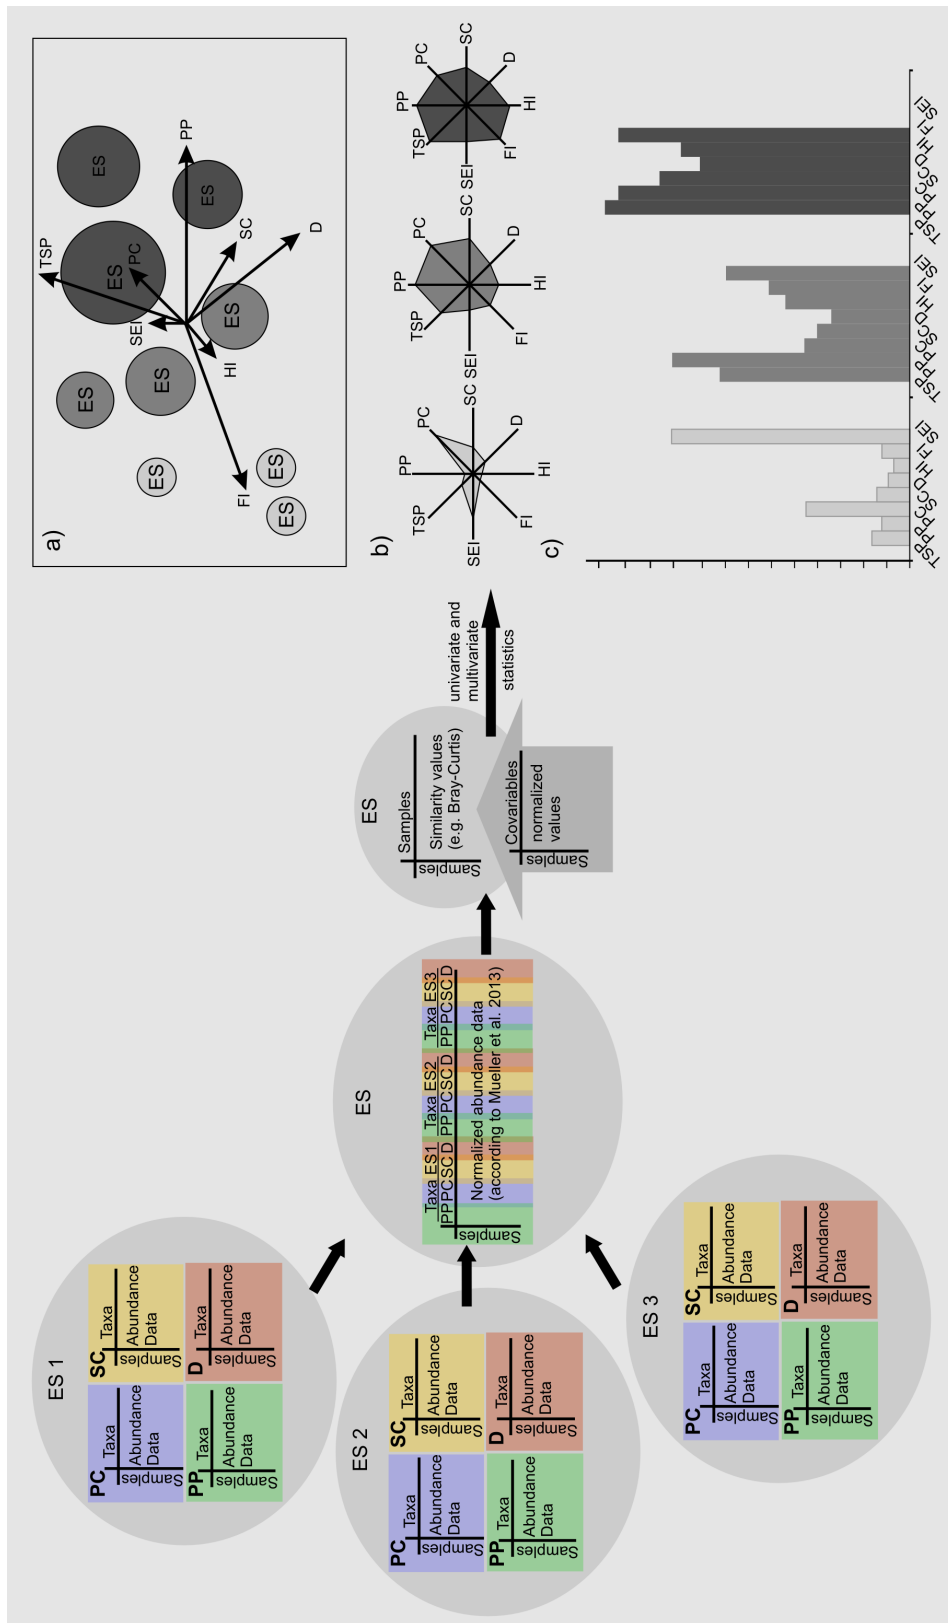 ES 1
PC
Taxa
Samples
Abundance
Data
SC
Taxa
Samples
Abundance
Data
PP
Taxa
Samples
Abundance
Data
D
Taxa
Samples
Abundance
Data
ES 2
PC
Taxa
Samples
Abundance
Data
SC
Taxa
Samples
Abundance
Data
PP
Taxa
Samples
Abundance
Data
D
Taxa
Samples
Abundance
Data
ES 3
PC
Taxa
Samples
Abundance
Data
SC
Taxa
Samples
Abundance
Data
PP
Taxa
Samples
Abundance
Data
D
Taxa
Samples
Abundance
Data
ES
Taxa ES1 Taxa ES2 Taxa ES3
PP PC SC D PP PC SC D PP PC SC D
Samples
Normalized abundance data
(according to Mueller et al. 2013)
ES
Samples
Samples
Similarity values
(e.g. Bray-Curtis)
Covariables
Samples
normalized
values
univariate and
multivariate
statistics
a)
TSP
ES
ES
ES
PC
PP
ES
SEI
ES
ES
ES
SC
HI
D
ES
FI
ES
ES
b)
PP
TSP
PC
SEI
SC
FI
D
HI
PP
TSP
PC
SEI
SC
FI
D
HI
PP
TSP
PC
SEI
SC
FI
D
HI
c)
TSP
PP
PC
SC
D
HI
FI
SEI
TSP
PP
PC
SC
D
HI
FI
SEI
TSP
PP
PC
SC
D
HI
FI
SEI